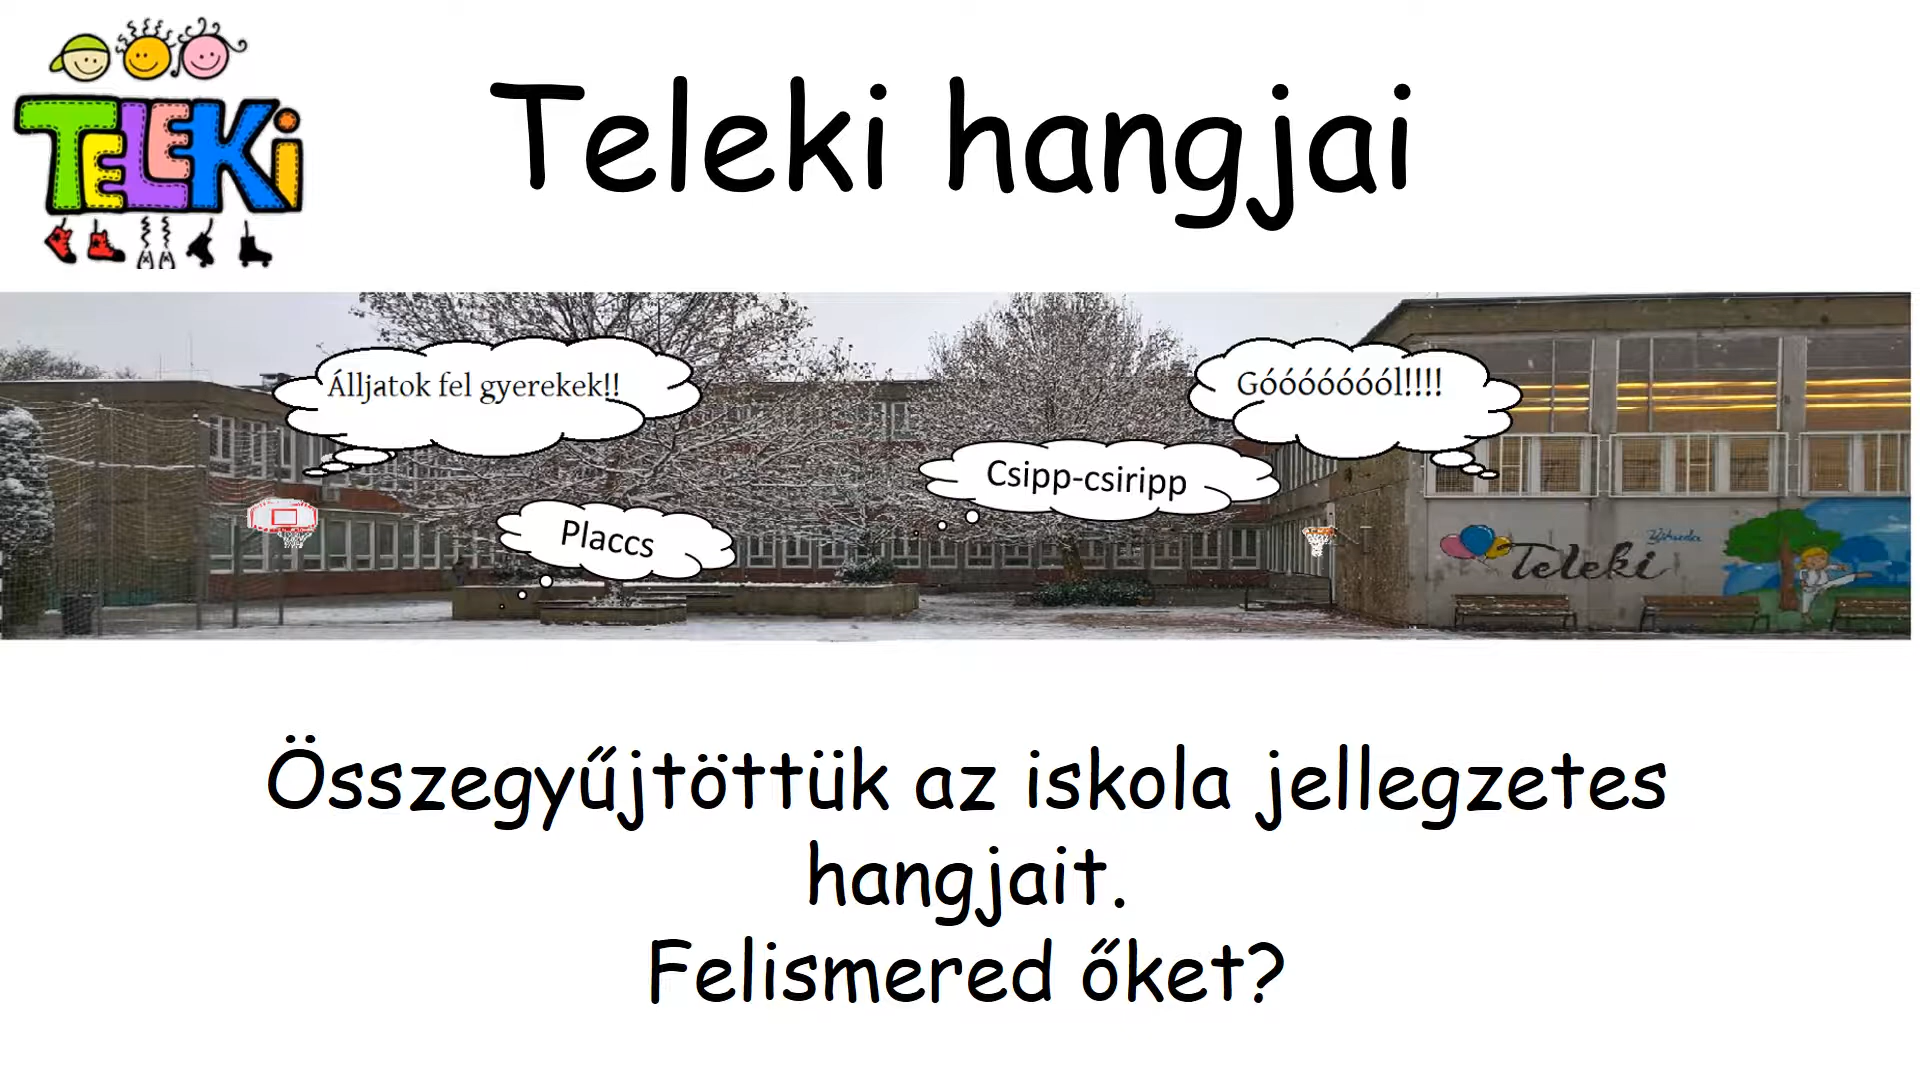 TELEKi
Teleki hangjai
Álljatok fel gyerekek!!
Góóóóóóól!!!!
Csipp-csiripp
Placcs
Teleki
Összegyűjtöttük az iskola jellegzetes
hangjait.
Felismered őket?